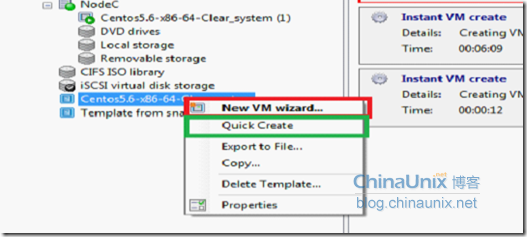 NodeC
Centos5.6-x86-64-Clear_system (1)
DVD drives
Local storage
Removable storage
CIFS ISO library
iSCSI virtual disk storage
Centos5.6-x86-64-Clear
Template from sna
New VM wizard...
Quick Create
Export to File...
Copy...
Delete Template...
Properties
Instant VM create
Details: Creating VM
Time: 00:06:09
Instant VM create
Details: Creating VM
Time: 00:00:12
ChinaUnix.net 博客
blog.chinaunix.net